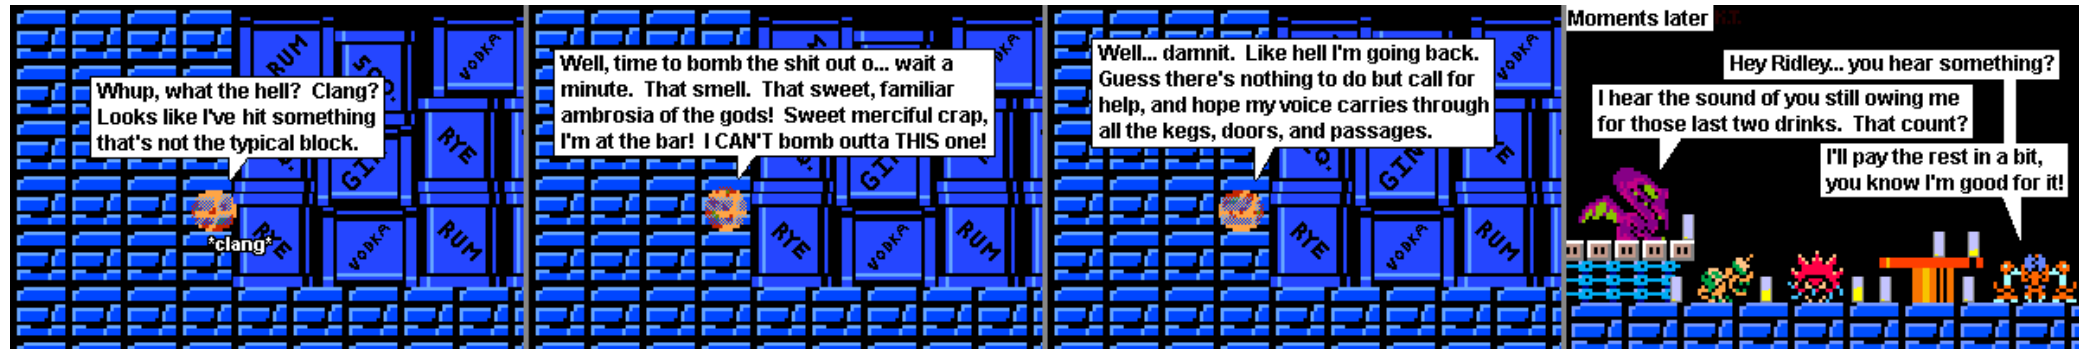 RUM
SOQ.
VODKA
Whup, what the hell?  Clang?
Looks like I've hit something
that's not the typical block.
RYE
GIN
RYE
*clang*
VODKA
RUM
VODKA
Well, time to bomb the shit out o... wait a
minute.  That smell.  That sweet, familiar
ambrosia of the gods!  Sweet merciful crap,
I'm at the bar!  I CAN'T bomb outta THIS one!
GIN
RYE
RYE
VODKA
RUM
VODKA
Well... damnit.  Like hell I'm going back.
Guess there's nothing to do but call for
help, and hope my voice carries through
all the kegs, doors, and passages.
GIN
RYE
VODKA
RUM
Moments later
Hey Ridley... you hear something?
I hear the sound of you still owing me
for those last two drinks.  That count?
I'll pay the rest in a bit,
you know I'm good for it!